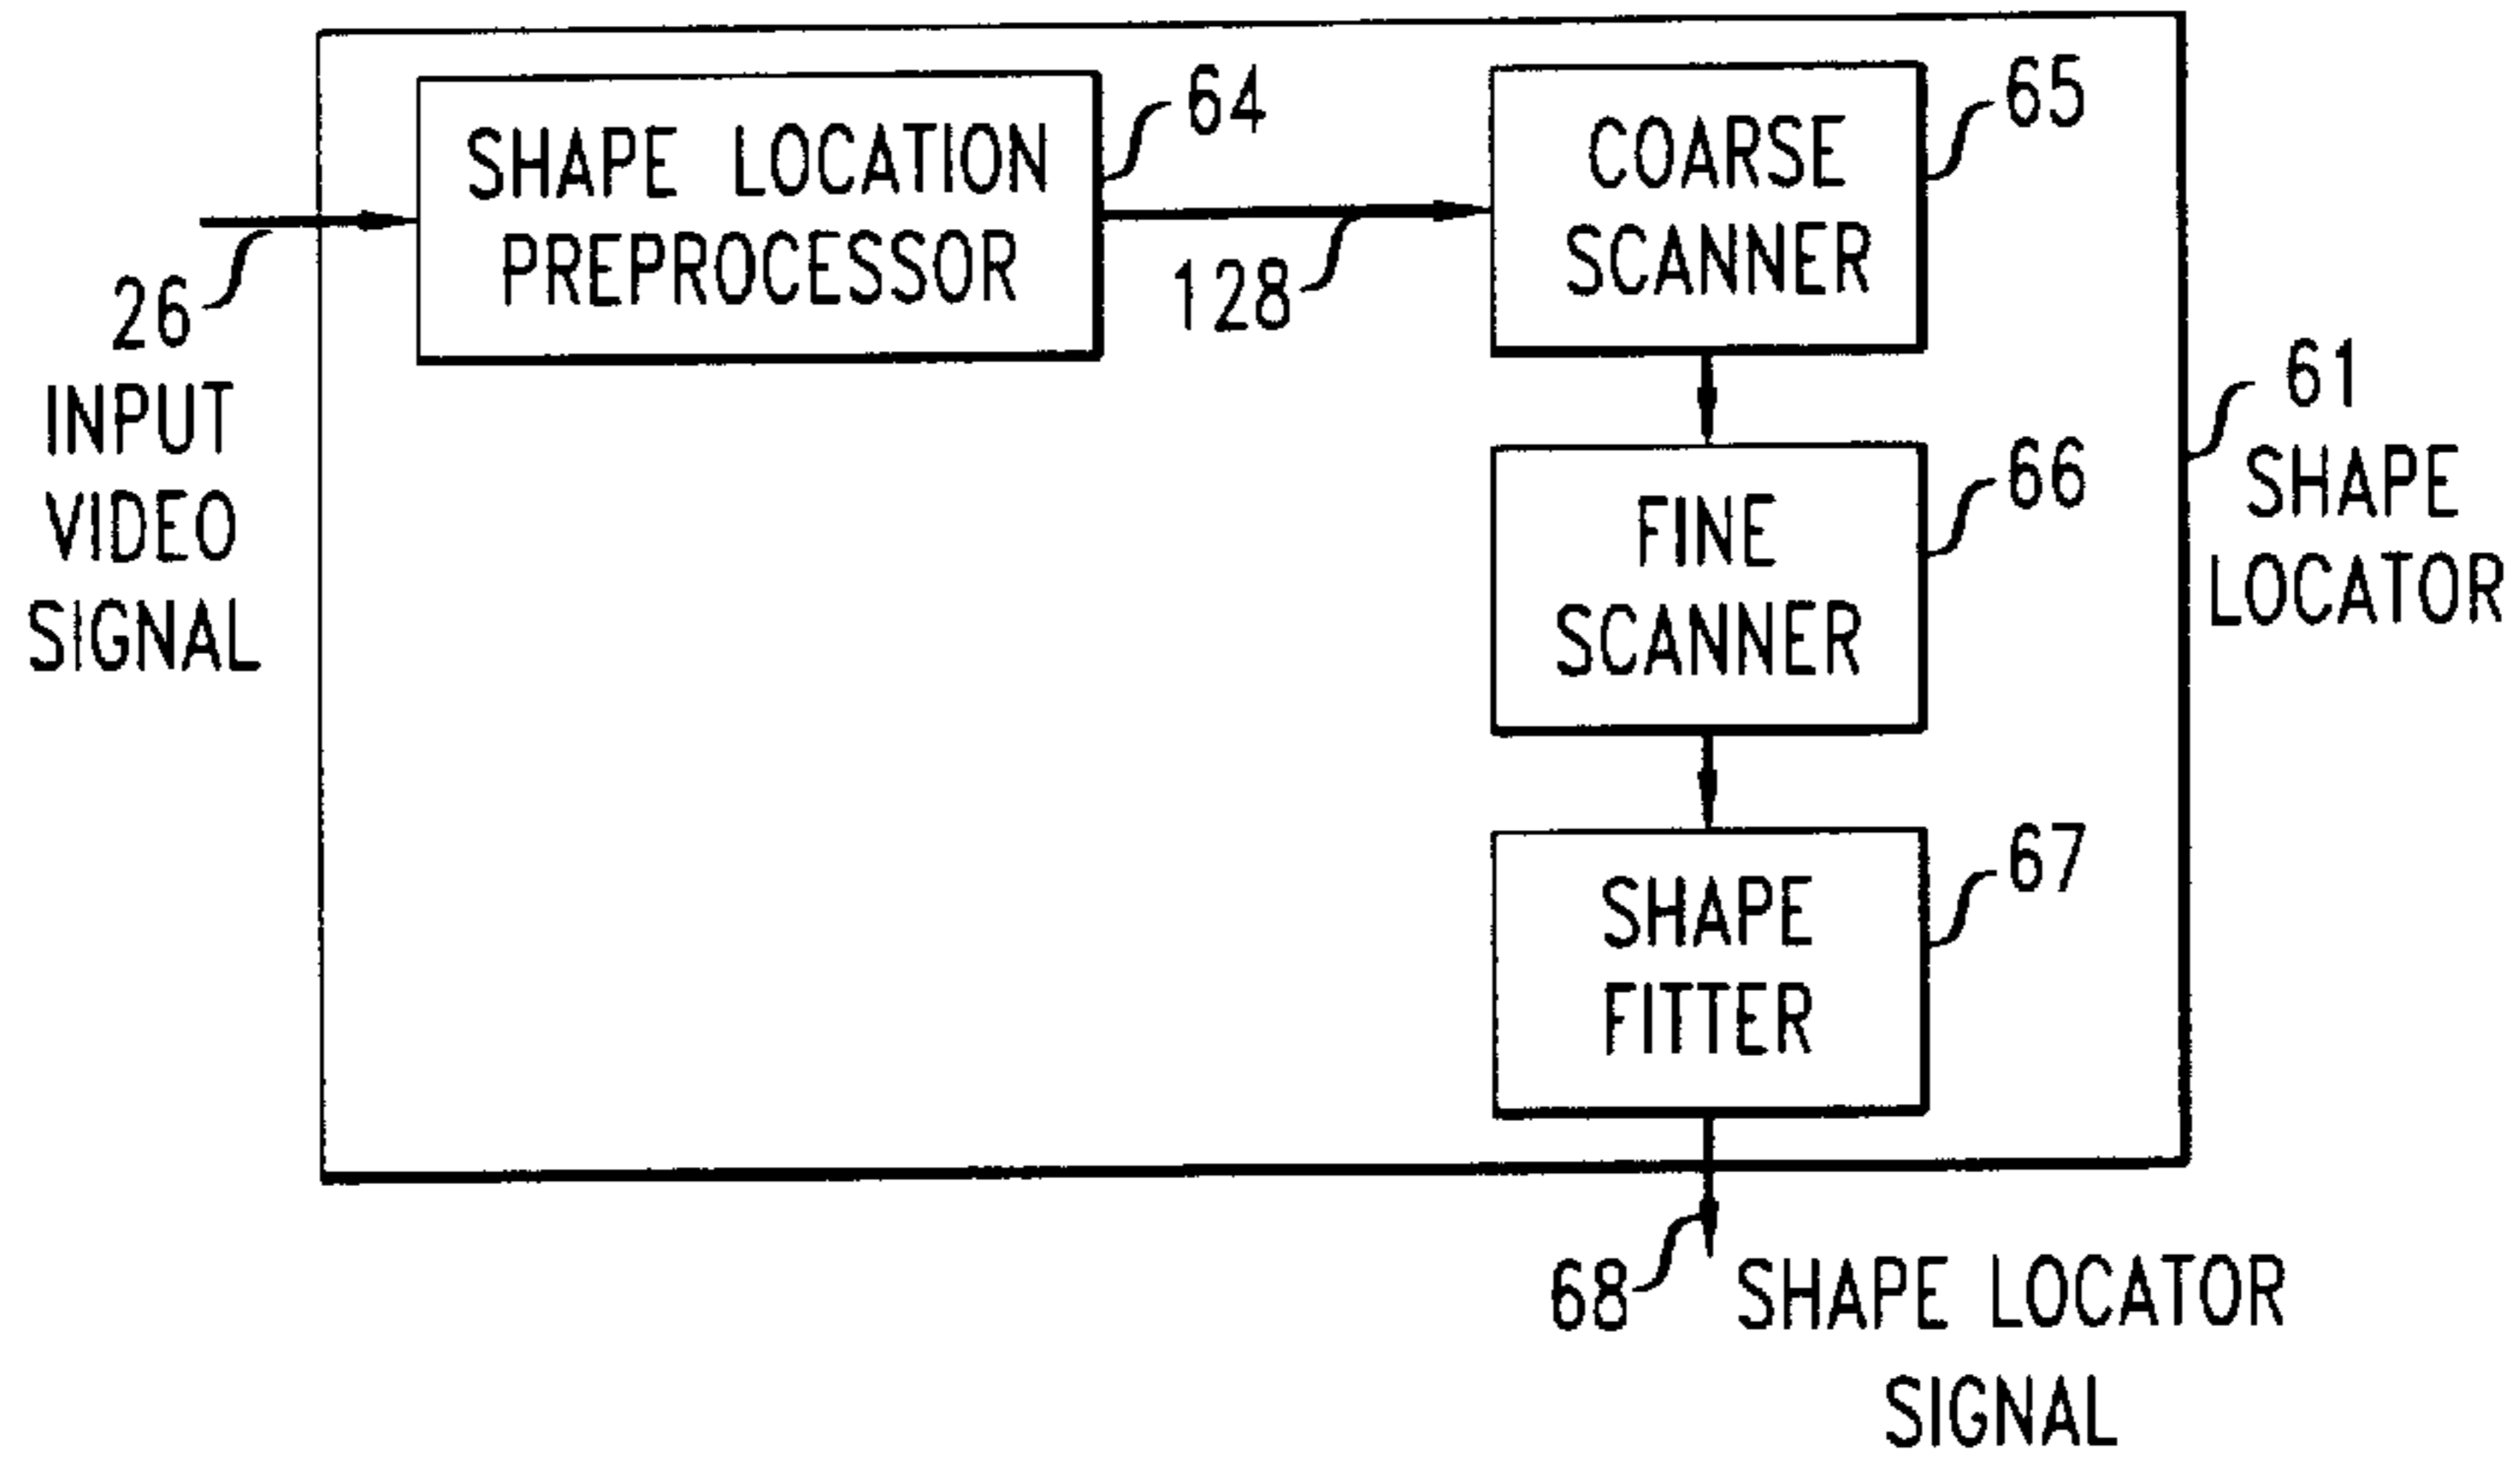 64
SHAPE LOCATION
PREPROCESSOR
65
COARSE
SCANNER
128
26
INPUT
VIDEO
SIGNAL
61
SHAPE
LOCATOR
66
FINE
SCANNER
67
SHAPE
FITTER
68
SHAPE LOCATOR
SIGNAL